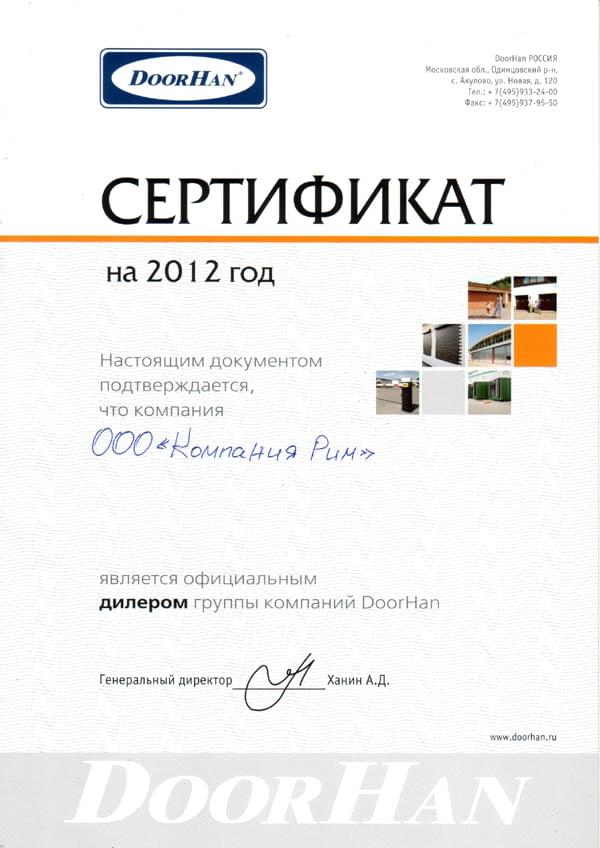 DoorHan®
DoorHan РОССИЯ
Московская обл., Одинцовский р-н,
с. Акулово, ул. Новая, д. 120
Тел.: + 7(495)933-24-00
Факс: + 7(495)937-95-50
СЕРТИФИКАТ
на 2012 год
Настоящим документом
подтверждается,
что компания
ООО «Компания Рим»
является официальным
дилером группы компаний DoorHan
Генеральный директор Ханин А.Д.
www.doorhan.ru
DoorHan